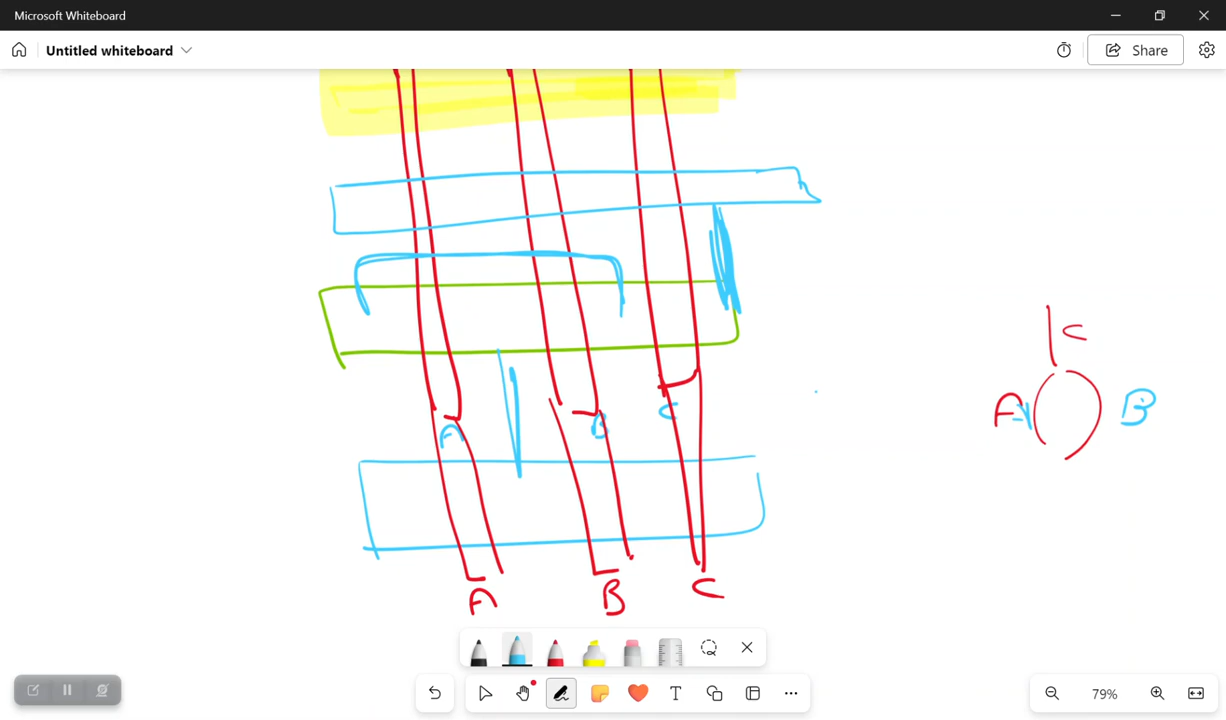 Microsoft Whiteboard
Untitled whiteboard
Share
C
A B
A B C
A B C
79%